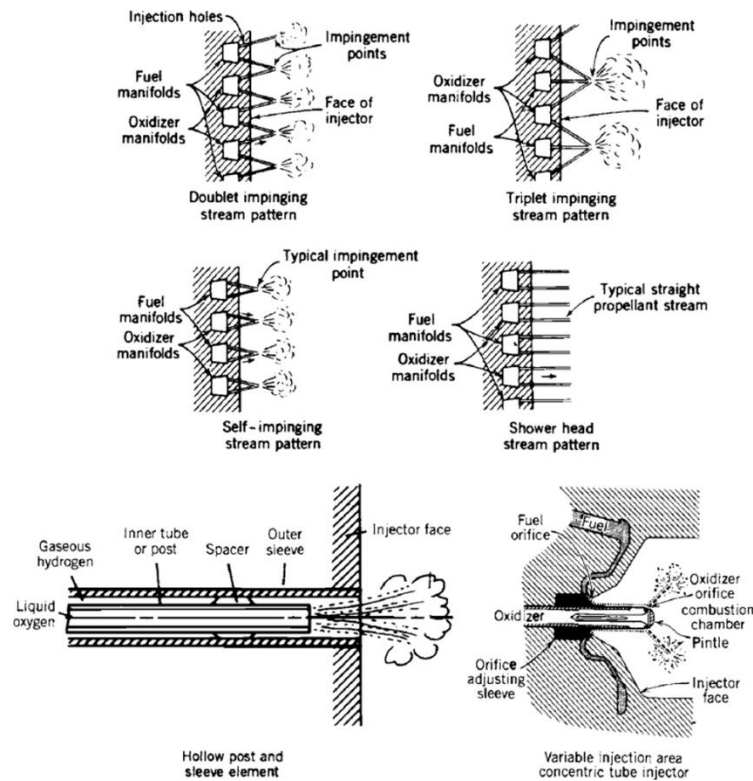 Injection holes
Impingement
points
Fuel
manifolds
Oxidizer
manifolds
Face of
injector
Doublet impinging
stream pattern
Impingement
points
Oxidizer
manifolds
Fuel
manifolds
Face of
injector
Triplet impinging
stream pattern
Typical impingement
point
Fuel
manifolds
Oxidizer
manifolds
Self-impinging
stream pattern
Typical straight
propellant stream
Fuel
manifolds
Oxidizer
manifolds
Shower head
stream pattern
Gaseous
hydrogen
Inner tube
or post
Spacer
Outer
sleeve
Injector face
Liquid
oxygen
Hollow post and
sleeve element
Fuel
orifice
Fuel
Oxidizer
Oxidizer
orifice
combustion
chamber
Pintle
Orifice
adjusting
sleeve
Injector
face
Variable injection area
concentric tube injector